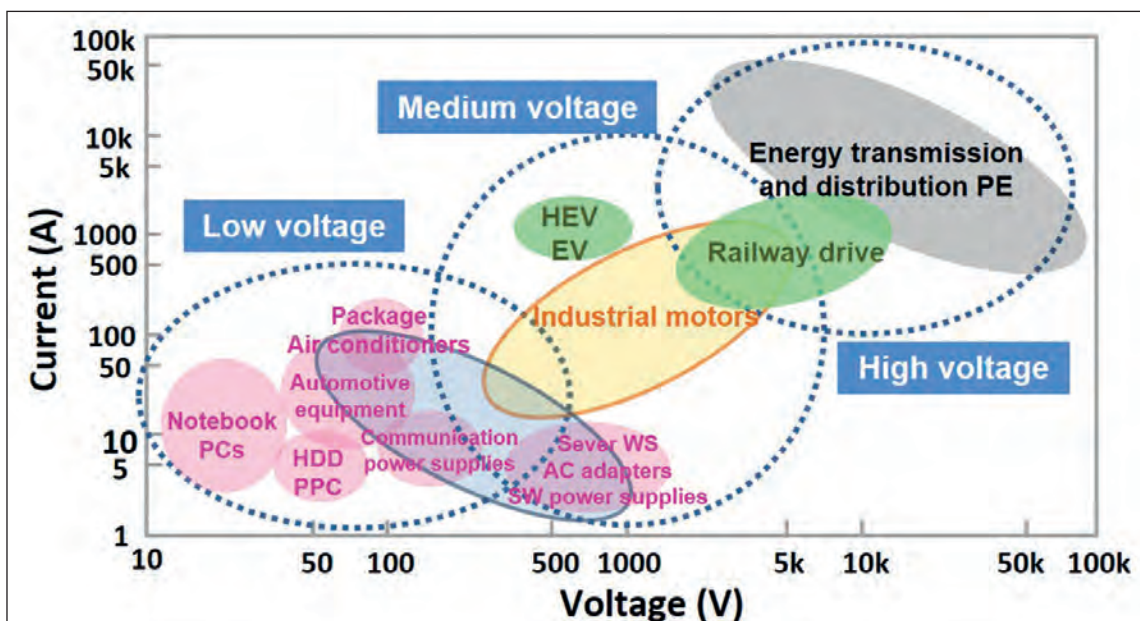 100k
50k
10k
5k
1000
500
100
50
10
5
1
Current (A)
Medium voltage
Low voltage
High voltage
Energy transmission
and distribution PE
HEV
EV
Railway drive
Industrial motors
Package
Air conditioners
Automotive
equipment
Notebook
PCs
HDD
PPC
Communication
power supplies
Sever WS
AC adapters
SW power supplies
10
50
100
500
1000
5k
10k
50k
100k
Voltage (V)